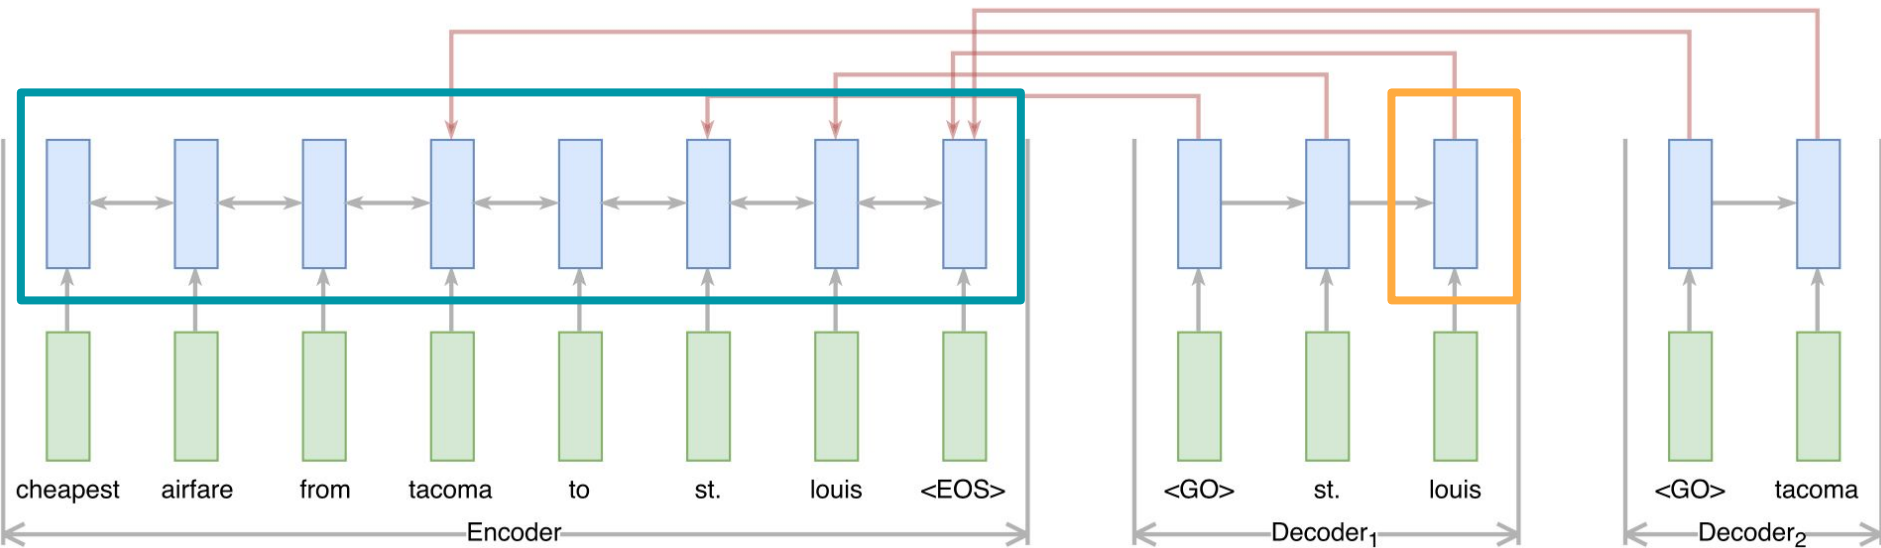 cheapest airfare from tacoma to st. louis <EOS> <GO> st. louis <GO> tacoma
Encoder Decoder1 Decoder2